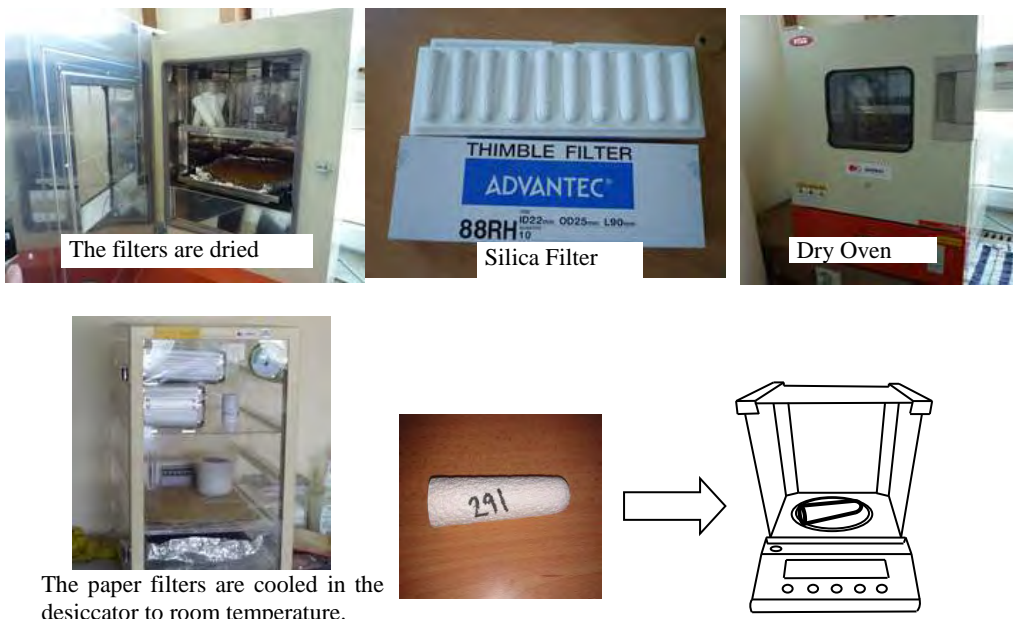 The filters are dried
THIMBLE FILTER
ADVANTEC®
88RH
ID22mm OD25mm L90mm
10
Silica Filter
Dry Oven
291
The paper filters are cooled in the
desiccator to room temperature.